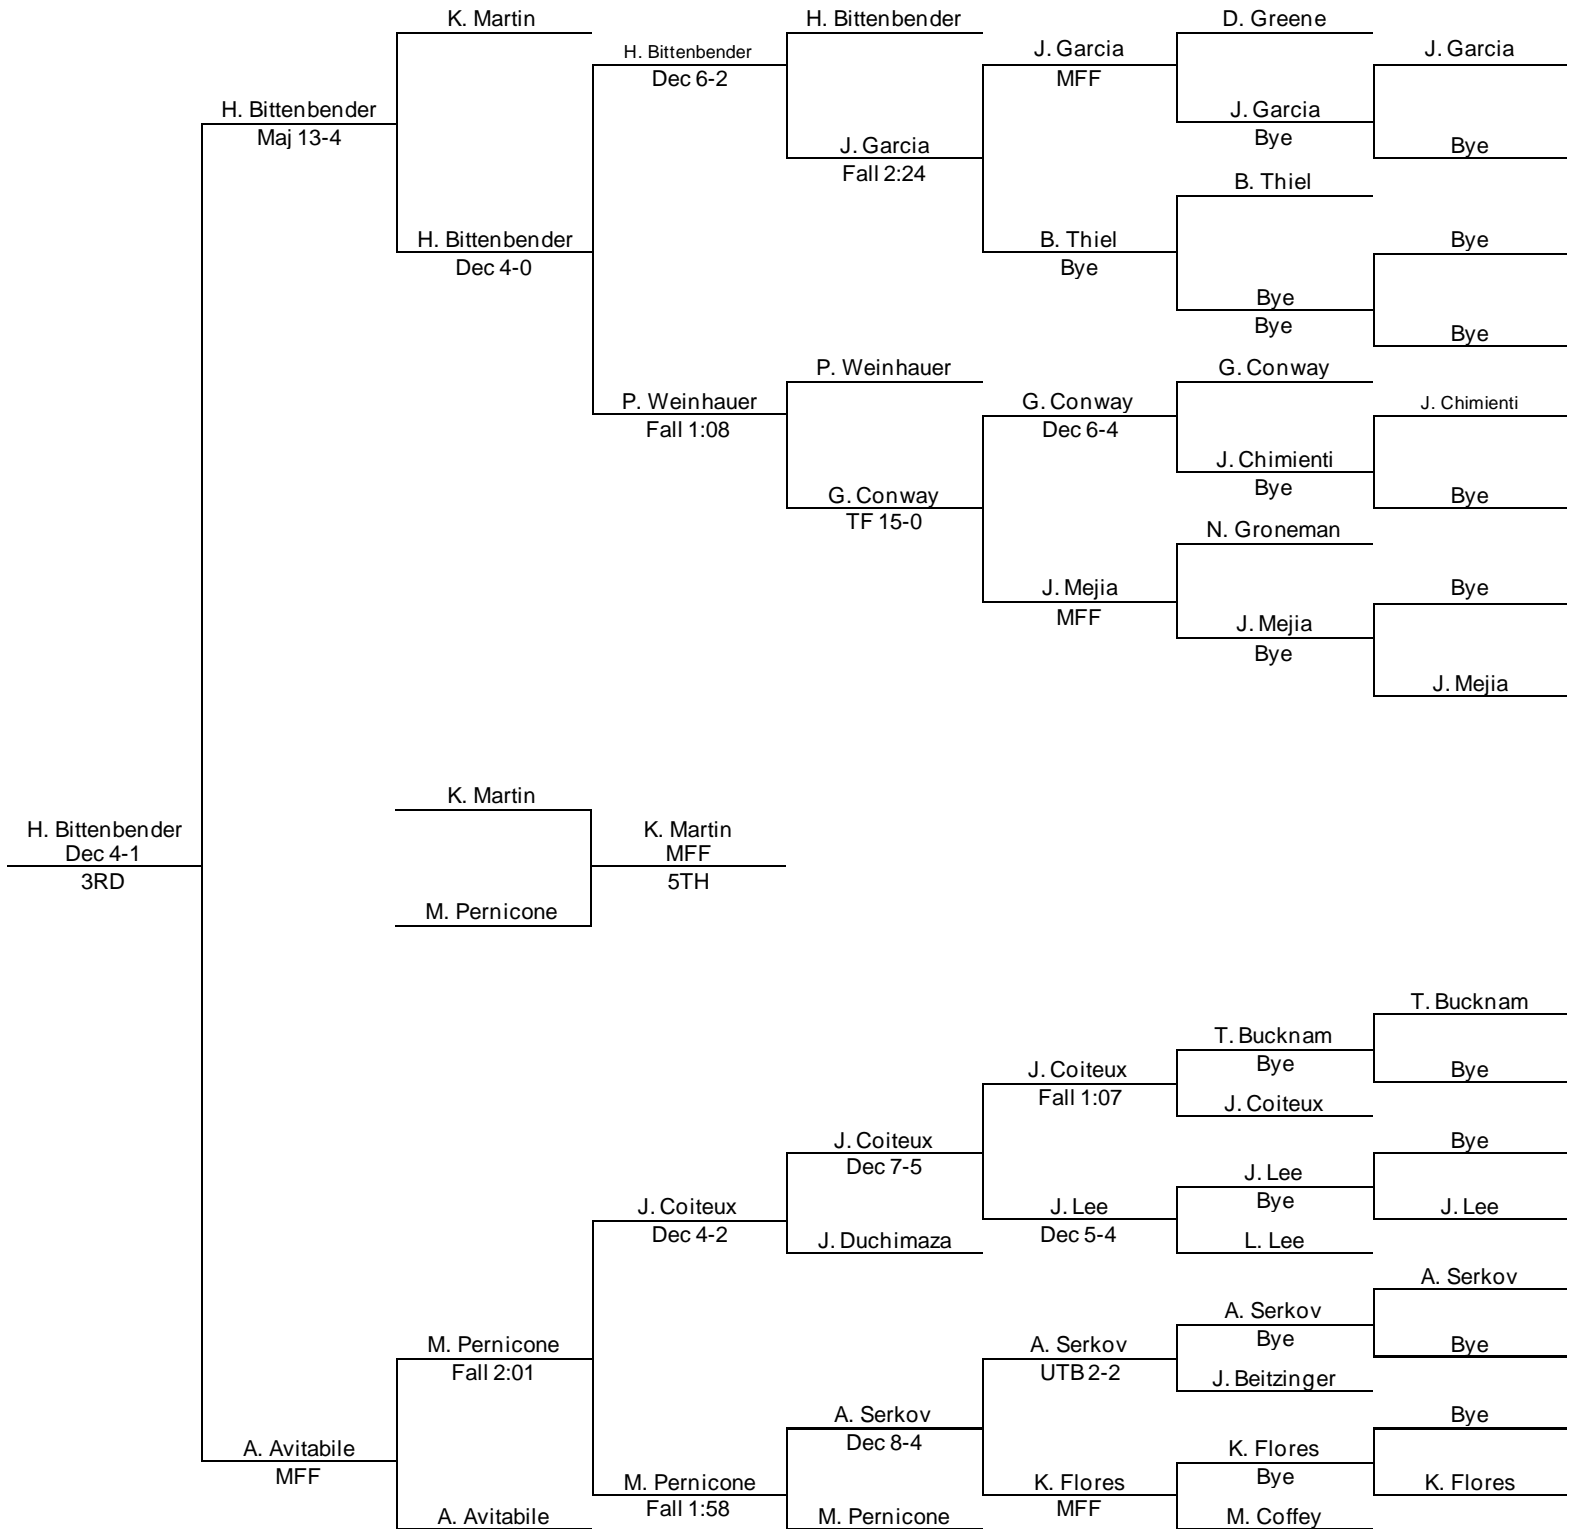 K. Martin
H. Bittenbender
D. Greene
H. Bittenbender
Dec 6-2
J. Garcia
MFF
J. Garcia
H. Bittenbender
Maj 13-4
J. Garcia
Bye
J. Garcia
Fall 2:24
Bye
B. Thiel
H. Bittenbender
Dec 4-0
B. Thiel
Bye
Bye
Bye
Bye
Bye
P. Weinhauer
G. Conway
P. Weinhauer
Fall 1:08
G. Conway
Dec 6-4
J. Chimienti
J. Chimienti
Bye
G. Conway
TF 15-0
Bye
N. Groneman
J. Mejia
MFF
Bye
J. Mejia
Bye
J. Mejia
K. Martin
H. Bittenbender
Dec 4-1
3RD
K. Martin
MFF
5TH
M. Pernicone
T. Bucknam
T. Bucknam
Bye
J. Coiteux
Fall 1:07
Bye
J. Coiteux
J. Coiteux
Dec 7-5
Bye
J. Lee
Bye
J. Coiteux
Dec 4-2
J. Lee
Dec 5-4
J. Lee
J. Duchimaza
L. Lee
A. Serkov
A. Serkov
Bye
M. Pernicone
Fall 2:01
A. Serkov
UTB 2-2
Bye
J. Beitzinger
A. Serkov
Dec 8-4
Bye
A. Avitabile
MFF
K. Flores
Bye
M. Pernicone
Fall 1:58
K. Flores
MFF
K. Flores
A. Avitabile
M. Pernicone
M. Coffey